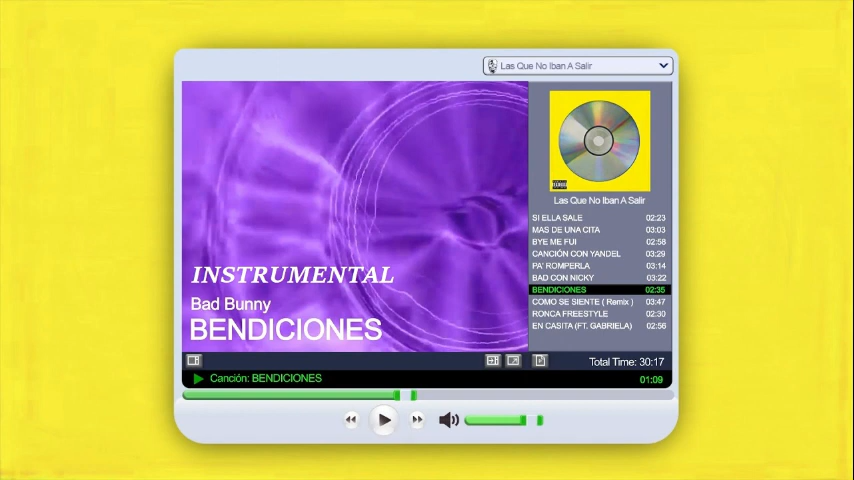 Las Que No Iban A Salir
Las Que No Iban A Salir
SI ELLA SALE 02:23
MAS DE UNA CITA 03:03
BYE ME FUI 02:58
CANCIÓN CON YANDEL 03:29
PA' ROMPERLA 03:14
BAD CON NICKY 03:22
BENDICIONES 02:35
COMO SE SIENTE ( Remix ) 03:47
RONCA FREESTYLE 02:30
EN CASITA (FT. GABRIELA) 02:56
INSTRUMENTAL
Bad Bunny
BENDICIONES
Total Time: 30:17
Canción: BENDICIONES 01:09